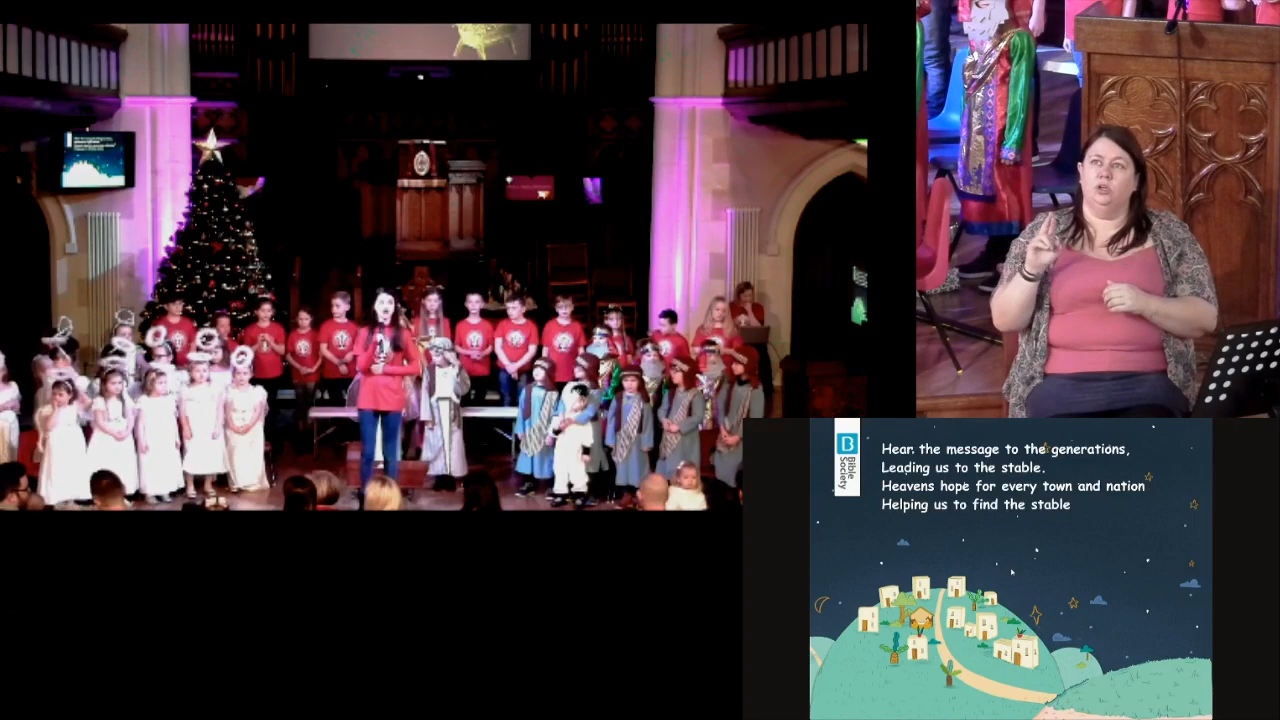 Bible
Society
Hear the message to the generations,
Leading us to the stable.
Heavens hope for every town and nation
Helping us to find the stable